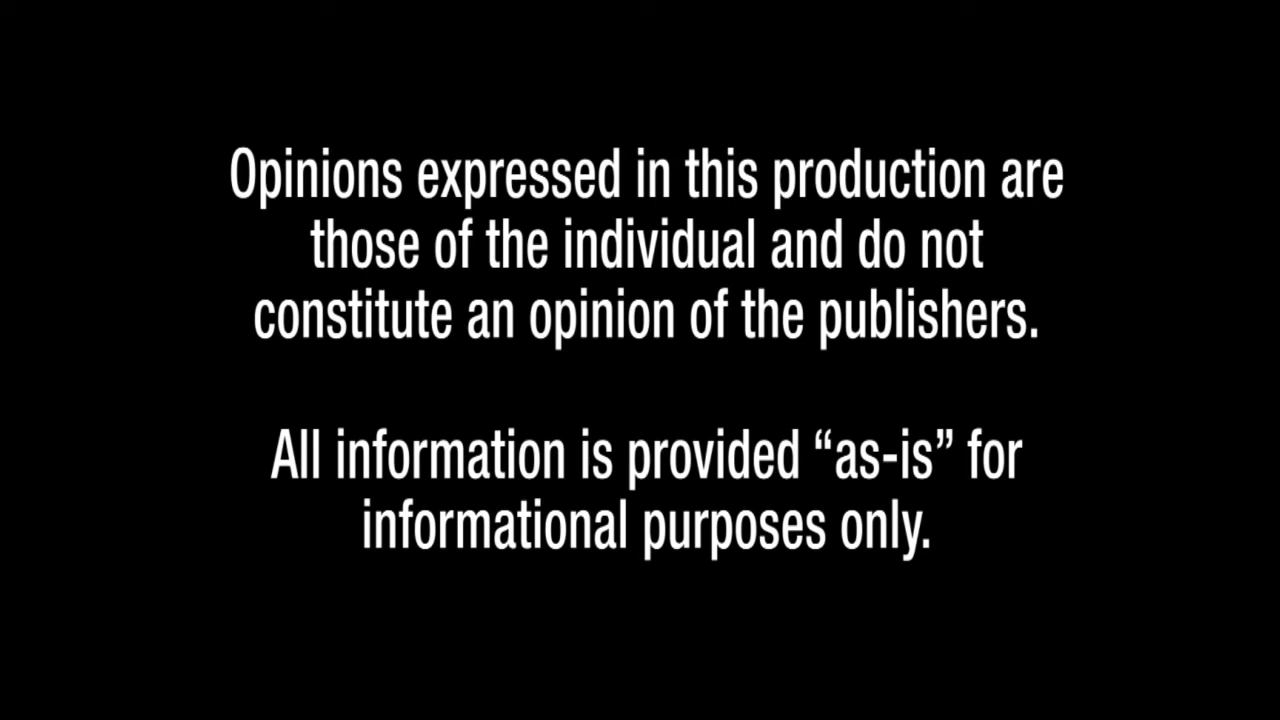 Opinions expressed in this production are
those of the individual and do not
constitute an opinion of the publishers.
All information is provided “as-is” for
informational purposes only.